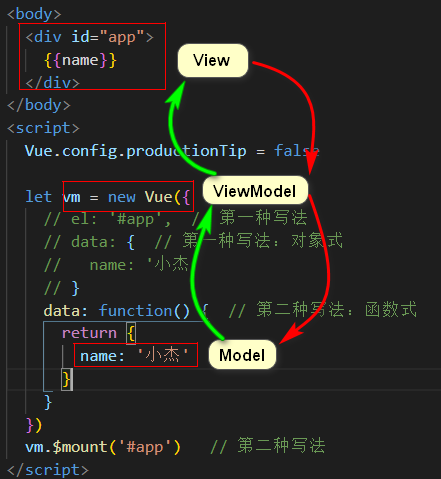 <body>
<div id="app">
{{name}}
</div>
</body>
<script>
Vue.config.productionTip = false
let vm = new Vue({
// el: '#app', // 第一种写法
// data: { // 第一种写法: 对象式
// name: '小杰
// }
data: function() { // 第二种写法: 函数式
return {
name: '小杰'
}
}
})
vm.$mount('#app') // 第二种写法
</script>
View
ViewModel
Model